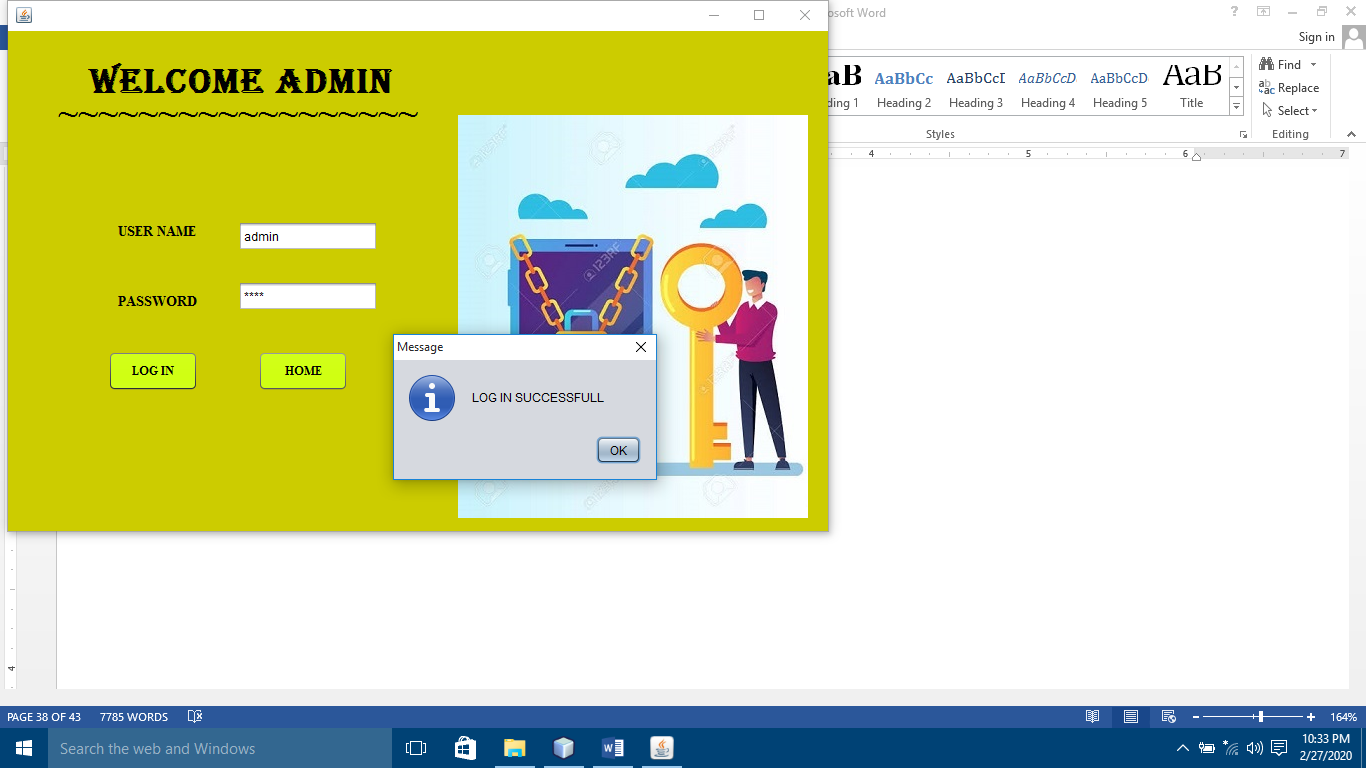 osoft Word
Sign in
WELCOME ADMIN
~~~~~~~~~~~~~~~~~~
aB AaBbCc AaBbCcI AaBbCcD AaBbCcD AaB
ding 1 Heading 2 Heading 3 Heading 4 Heading 5 Title
Styles
Find
Replace
Select
Editing
4 5 6 7
USER NAME admin
PASSWORD ****
LOG IN HOME
123RF
Message
LOG IN SUCCESSFULL
OK
4
PAGE 38 OF 43 7785 WORDS 164%
Search the web and Windows
10:33 PM
2/27/2020